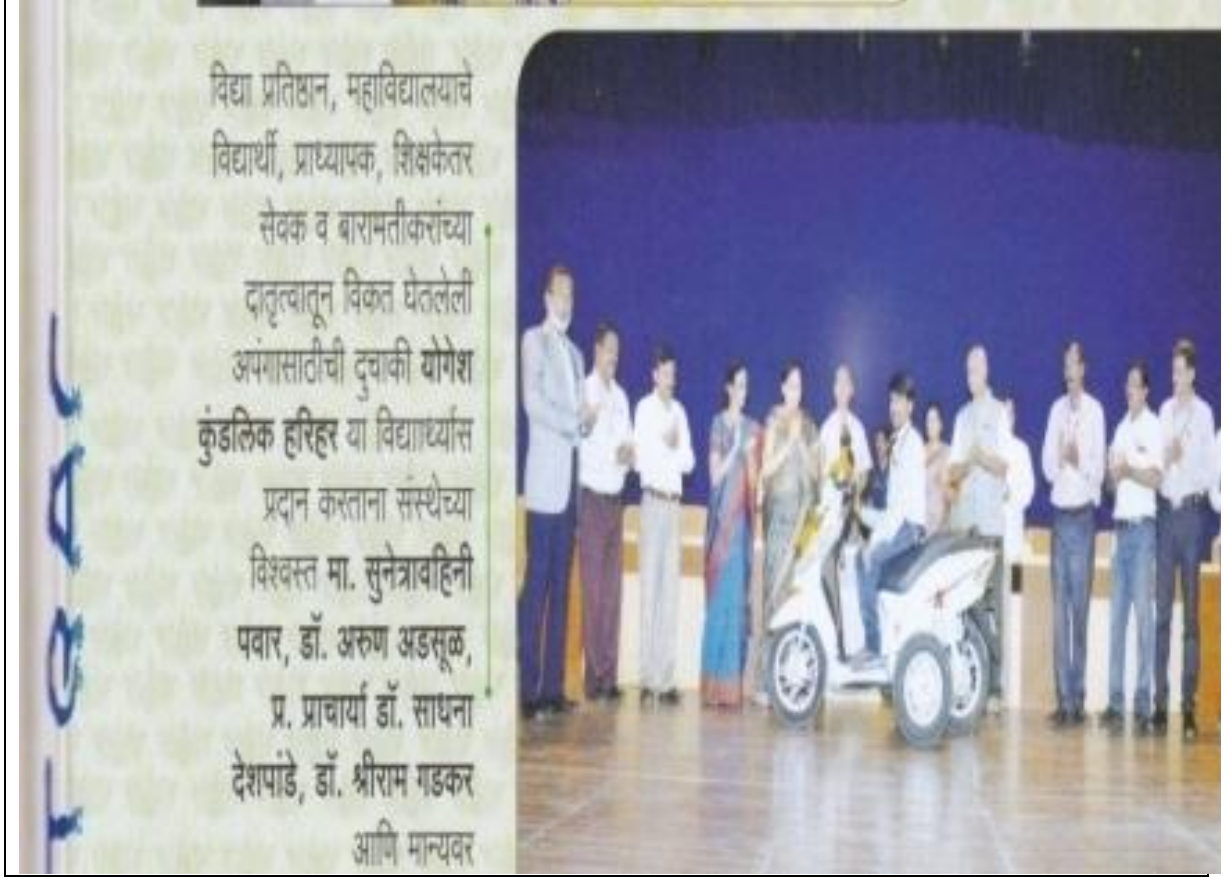 विद्या प्रतिष्ठान, महाविद्यालयाचे
विद्यार्थी, प्राध्यापक, शिक्षकेतर
सेवक व बारामतीकरांच्या
दातृत्वातून विकत घेतलेली
अपंगासाठीची दुचाकी योगेश
कुंडलिक हरिहर या विद्याार्थ्यास
प्रदान करताना संस्थेच्या
विश्वस्त मा. सुनेत्रावहिनी
पवार, डॉ. अरुण अडसूळ,
प्र. प्राचार्या डॉ. साधना
देशपांडे, डॉ. श्रीराम गडकर
आणि मान्यवर